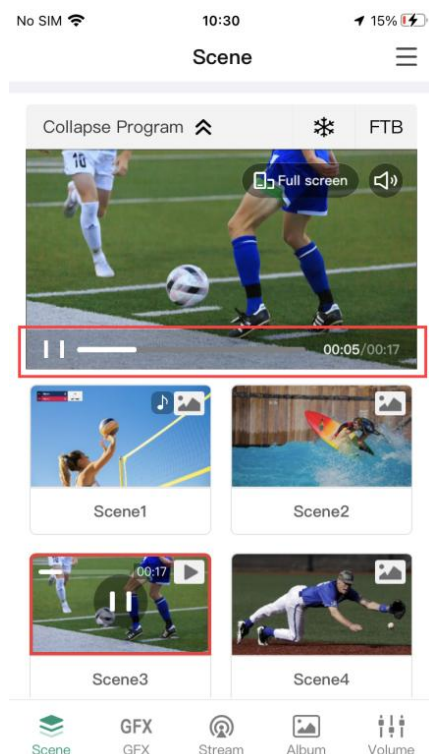 No SIM 10:30 15%
Scene
Collapse Program FTB
10
Full screen
00:05/00:17
Scene1 Scene2
00:17
Scene3 Scene4
GFX
Scene GFX Stream Album Volume